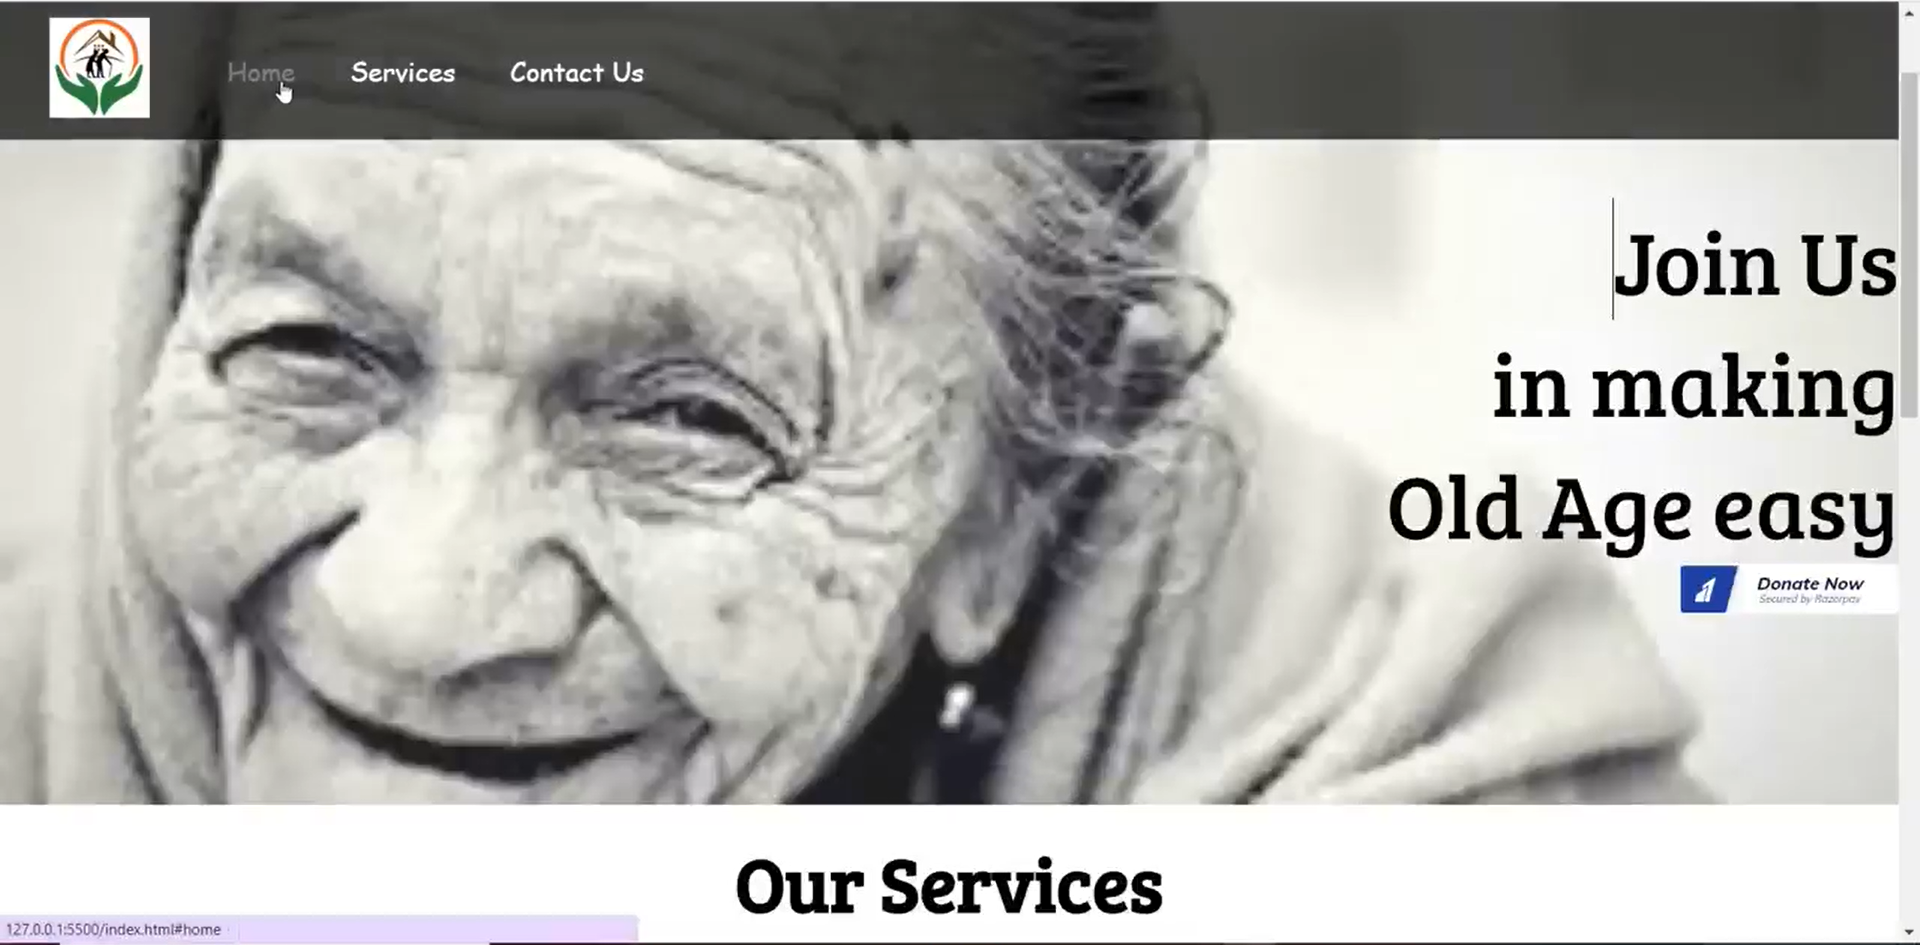 Home Services Contact Us
Join Us
in making
Old Age easy
Donate Now
Secured by Razorpay
Our Services
127.0.0.1:5500/index.html#home